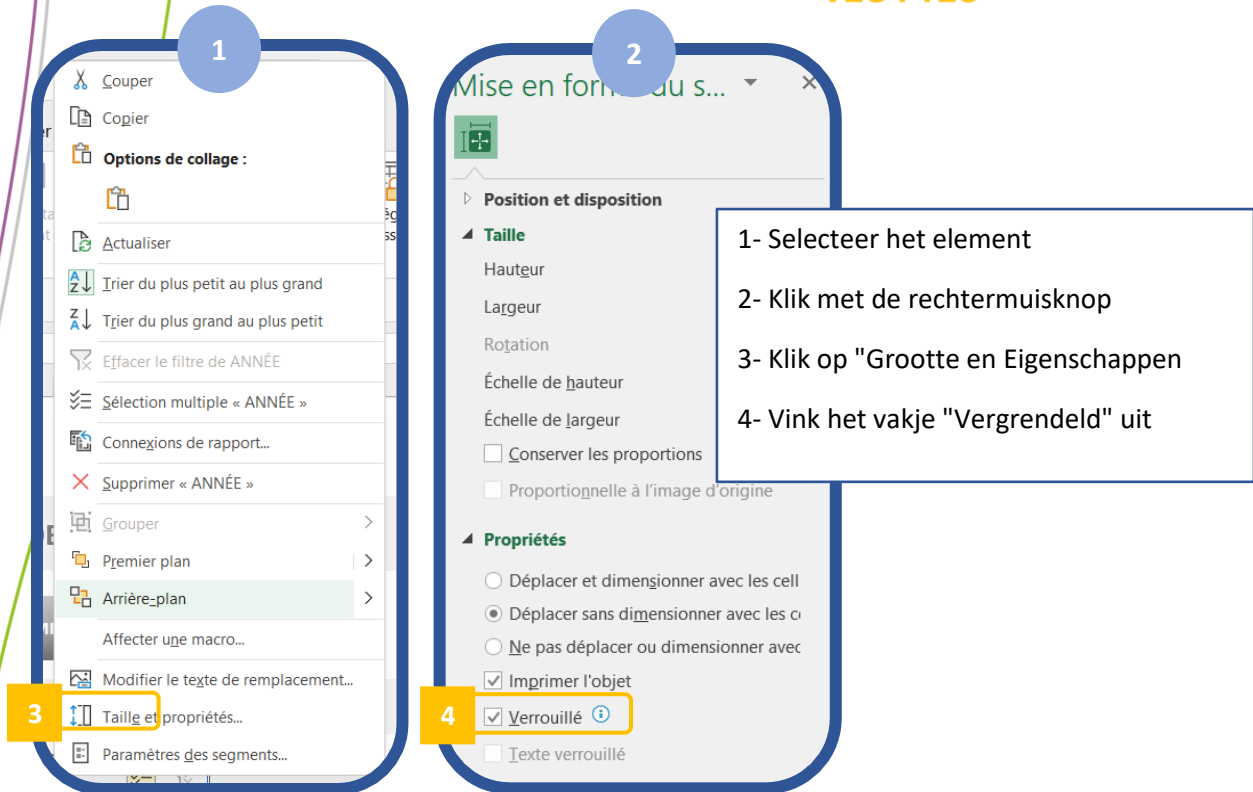 1
Couper
Copier
Options de collage :
Actualiser
Trier du plus petit au plus grand
Trier du plus grand au plus petit
Effacer le filtre de ANNÉE
Sélection multiple « ANNÉE »
Connexions de rapport...
Supprimer « ANNÉE »
Grouper
Premier plan
Arrière-plan
Affecter une macro...
Modifier le texte de remplacement...
3
Taille et propriétés...
Paramètres des segments...
2
Mise en forme du s...
Position et disposition
Taille
Hauteur
Largeur
Rotation
Échelle de hauteur
Échelle de largeur
Conserver les proportions
Proportionnelle à l'image d'origine
Propriétés
Déplacer et dimensionner avec les cell
Déplacer sans dimensionner avec les c
Ne pas déplacer ou dimensionner avec
Imprimer l'objet
4
Verrouillé
Texte verrouillé
1- Selecteer het element
2- Klik met de rechtermuisknop
3- Klik op "Grootte en Eigenschappen
4- Vink het vakje "Vergrendeld" uit